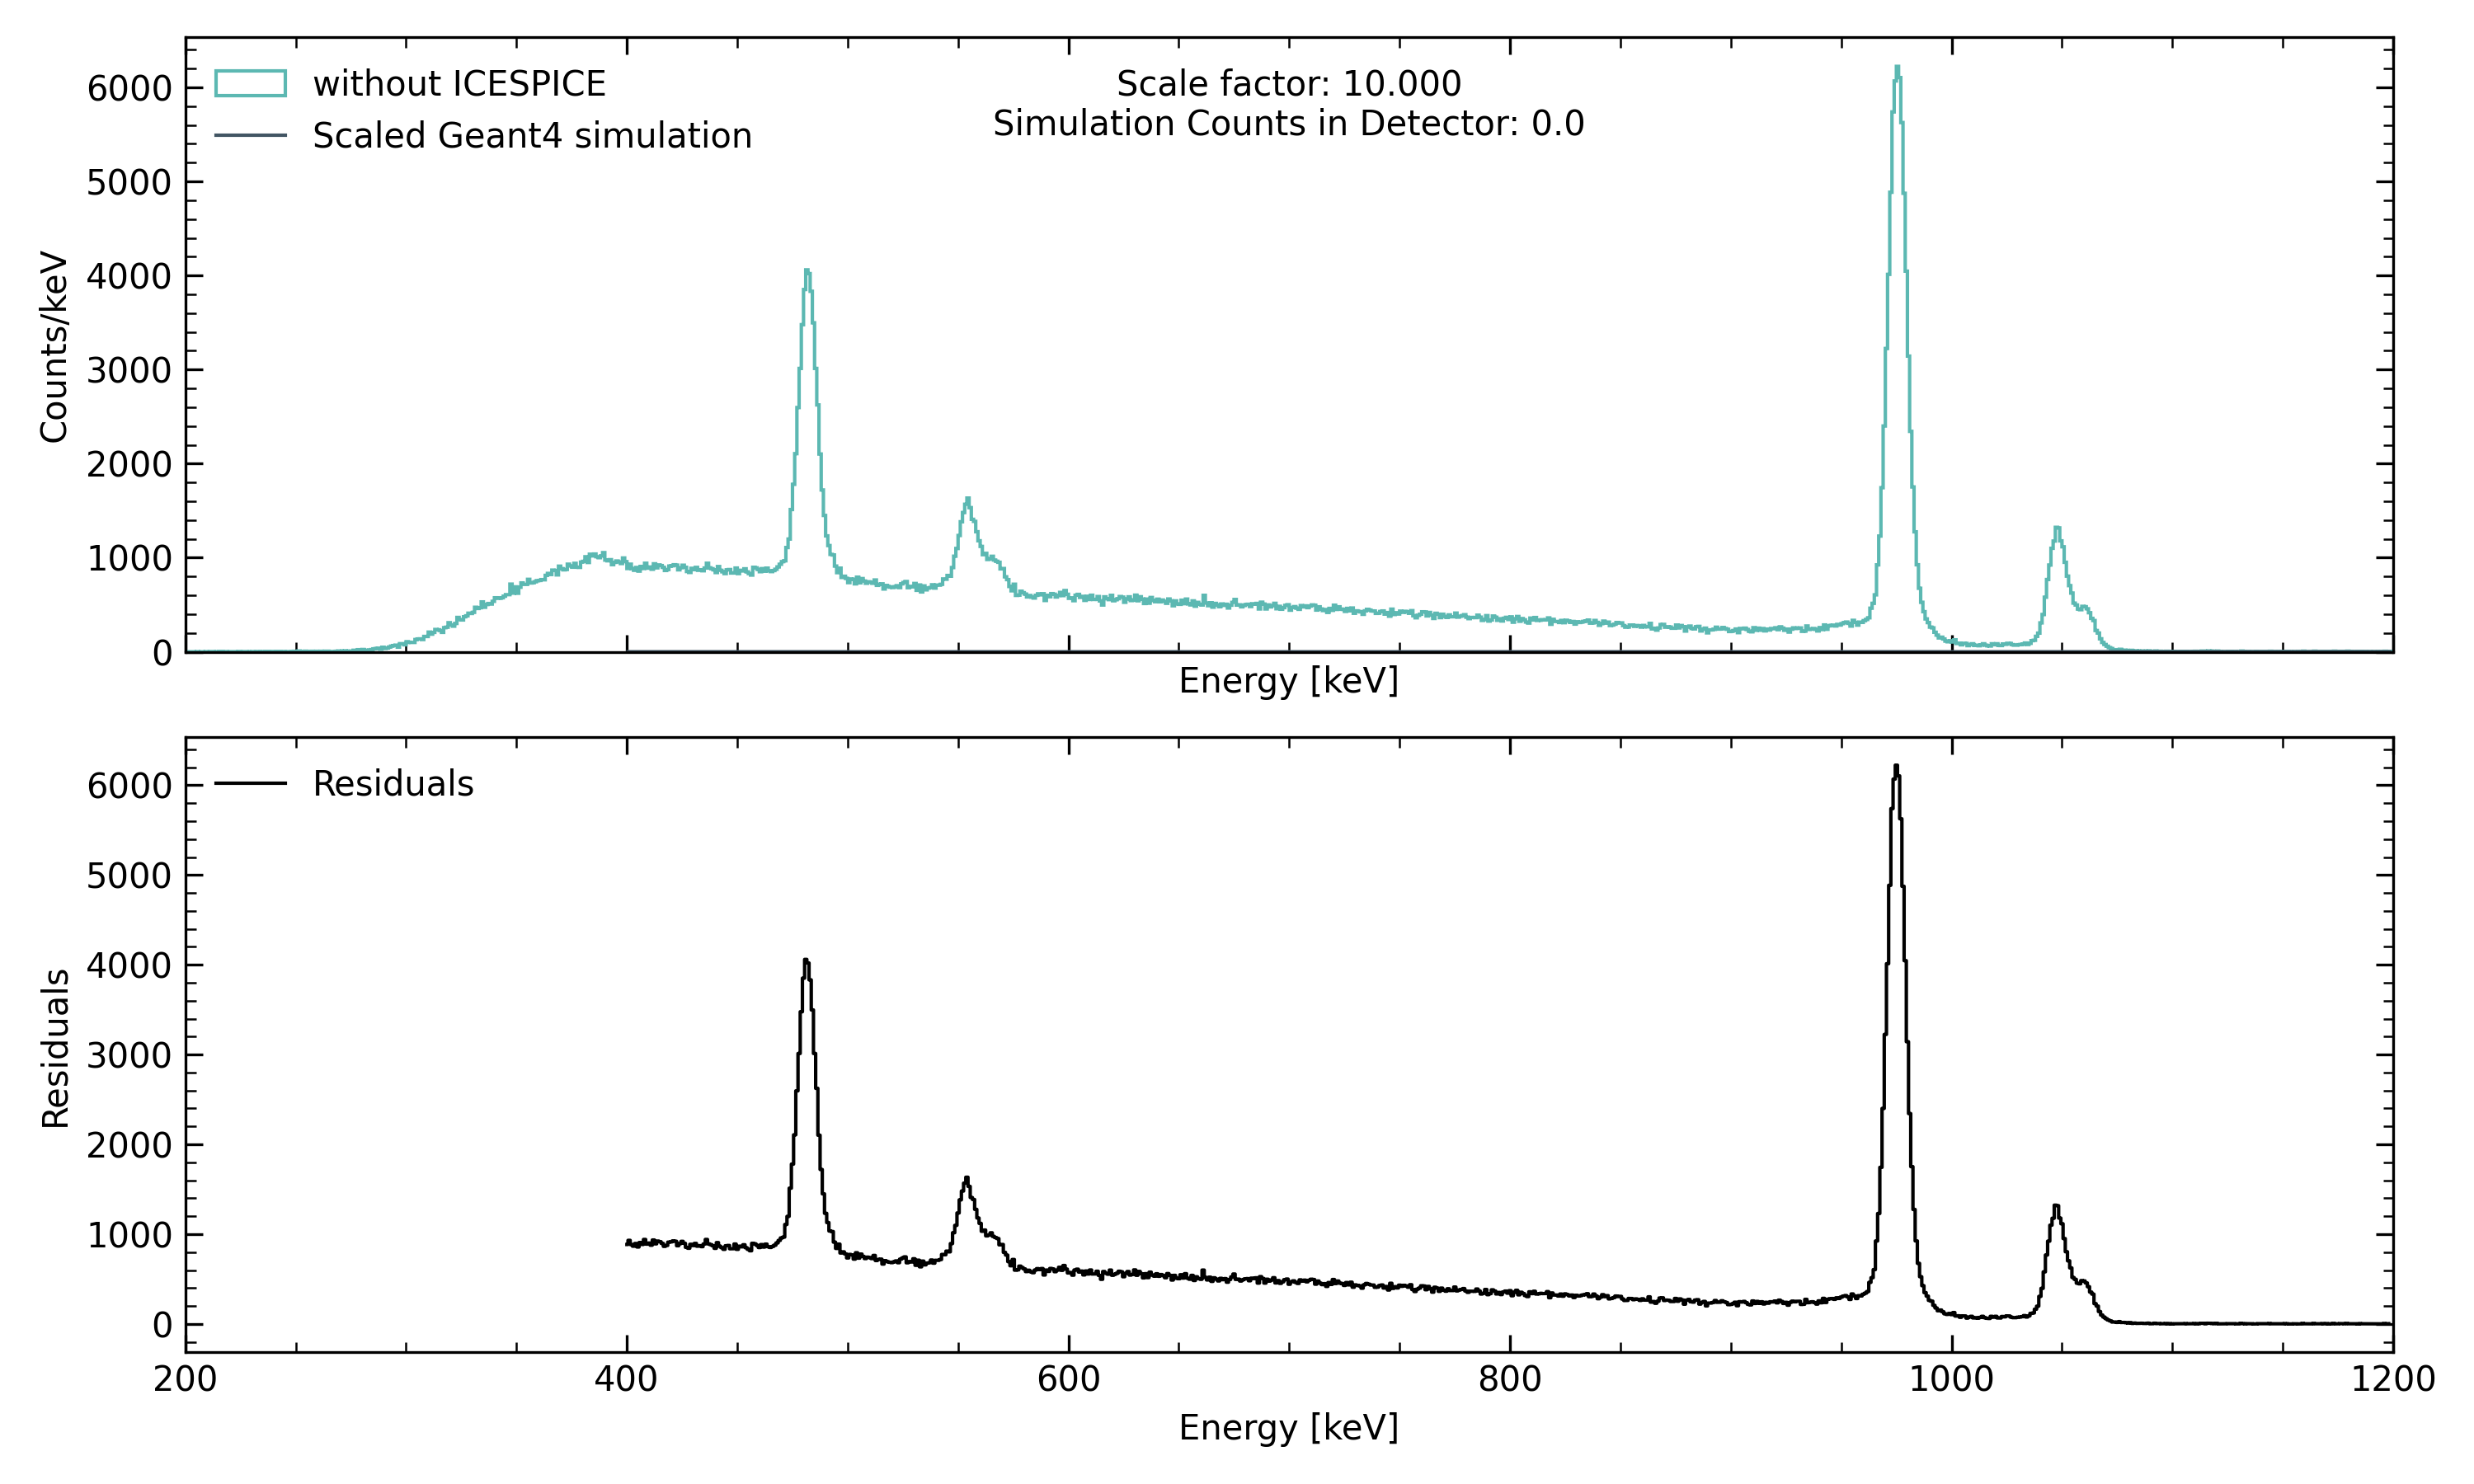 without ICESPICE
Scaled Geant4 simulation
Scale factor: 10.000
Simulation Counts in Detector: 0.0
Counts/keV
6000
5000
4000
3000
2000
1000
0
Energy [keV]
Residuals
Residuals
6000
5000
4000
3000
2000
1000
0
200 400 600 800 1000 1200
Energy [keV]